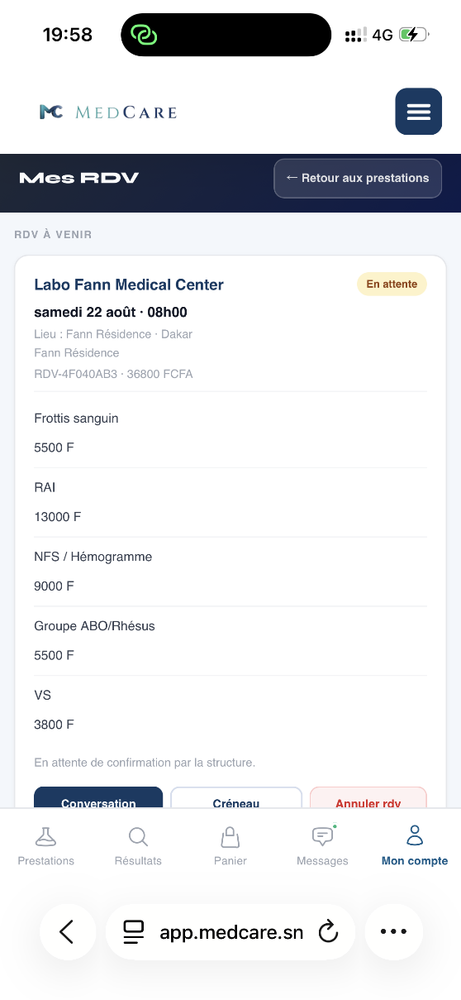 19:58
4G
MC MEDCARE
Mes RDV
← Retour aux prestations
RDV À VENIR
Labo Fann Medical Center
En attente
samedi 22 août · 08h00
Lieu : Fann Résidence · Dakar
Fann Résidence
RDV-4F040AB3 · 36800 FCFA
Frottis sanguin
5500 F
RAI
13000 F
NFS / Hémogramme
9000 F
Groupe ABO/Rhésus
5500 F
VS
3800 F
En attente de confirmation par la structure.
Conversation
Créneau
Annuler rdv
Prestations
Résultats
Panier
Messages
Mon compte
app.medcare.sn